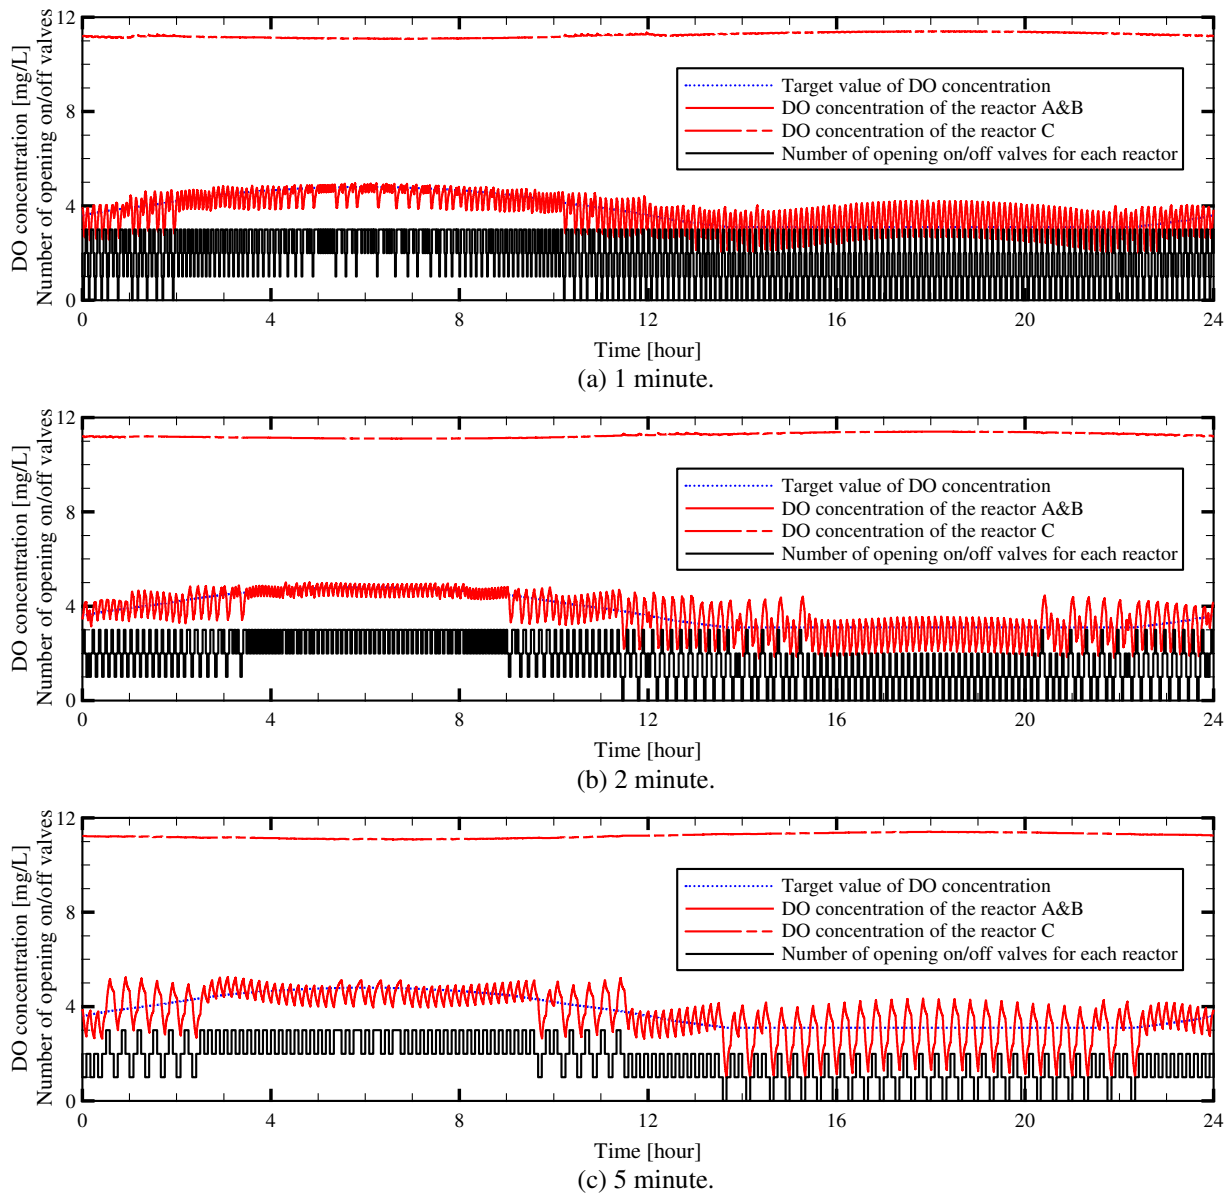 DO concentration [mg/L]
Number of opening on/off valves
12
8
4
0
Target value of DO concentration
DO concentration of the reactor A&B
DO concentration of the reactor C
Number of opening on/off valves for each reactor
0 4 8 12 16 20 24
Time [hour]
(a) 1 minute.
DO concentration [mg/L]
Number of opening on/off valves
12
8
4
0
Target value of DO concentration
DO concentration of the reactor A&B
DO concentration of the reactor C
Number of opening on/off valves for each reactor
0 4 8 12 16 20 24
Time [hour]
(b) 2 minute.
DO concentration [mg/L]
Number of opening on/off valves
12
8
4
0
Target value of DO concentration
DO concentration of the reactor A&B
DO concentration of the reactor C
Number of opening on/off valves for each reactor
0 4 8 12 16 20 24
Time [hour]
(c) 5 minute.